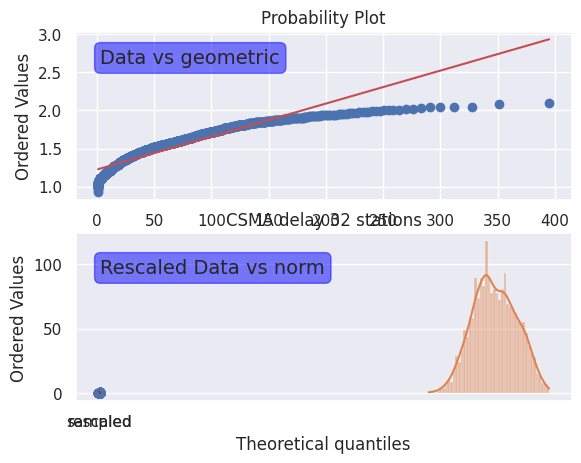 Probability Plot
Ordered Values
3.0
2.5
2.0
1.5
1.0
Data vs geometric
0 50 100 150 200 250 300 350 400
CSMA delay 32 stations
Ordered Values
100
50
0
Rescaled Data vs norm
Theoretical quantiles